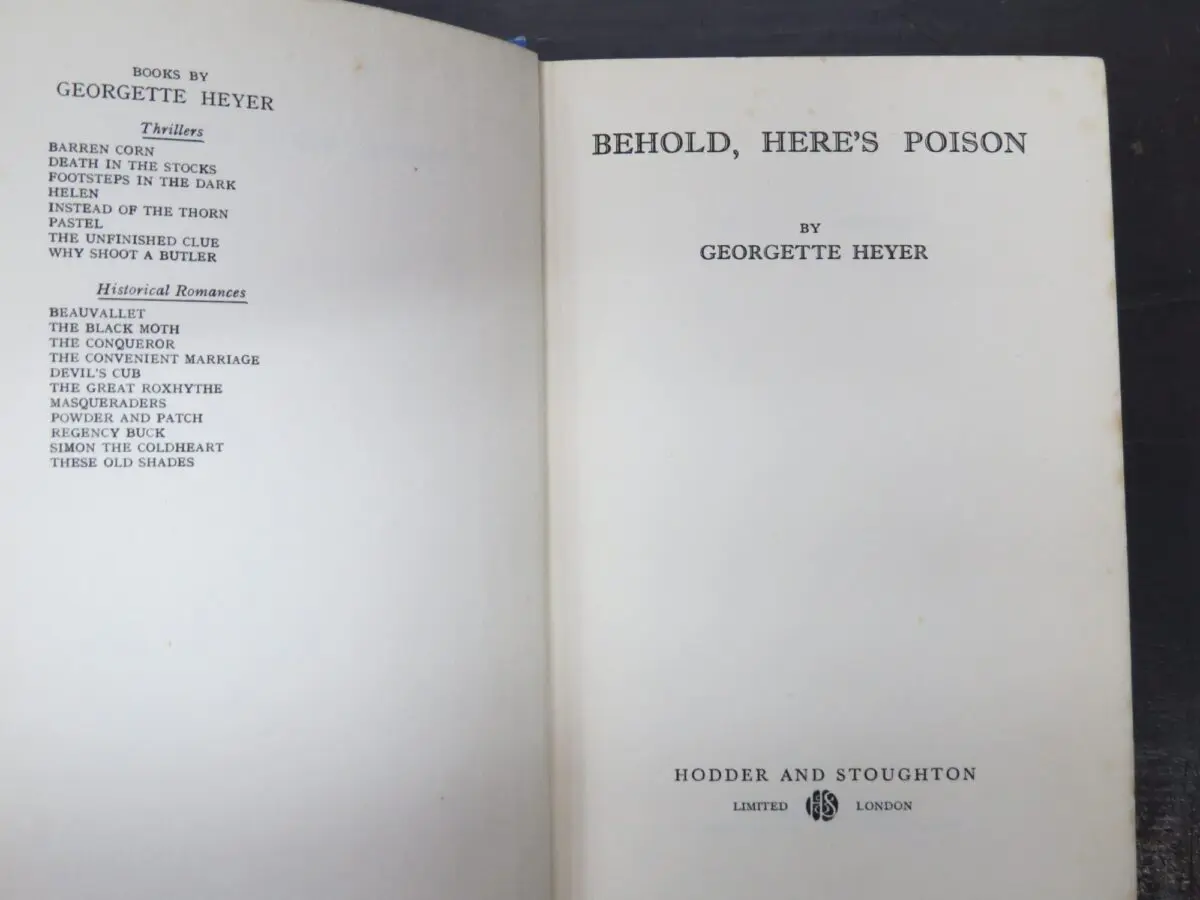 BOOKS BY
GEORGETTE HEYER
Thrillers
BARREN CORN
DEATH IN THE STOCKS
FOOTSTEPS IN THE DARK
HELEN
INSTEAD OF THE THORN
PASTEL
THE UNFINISHED CLUE
WHY SHOOT A BUTLER
Historical Romances
BEAUVALLET
THE BLACK MOTH
THE CONQUEROR
THE CONVENIENT MARRIAGE
DEVIL'S CUB
THE GREAT ROXHYTHE
MASQUERADERS
POWDER AND PATCH
REGENCY BUCK
SIMON THE COLDHEART
THESE OLD SHADES
BEHOLD, HERE'S POISON
BY
GEORGETTE HEYER
HODDER AND STOUGHTON
LIMITED LONDON